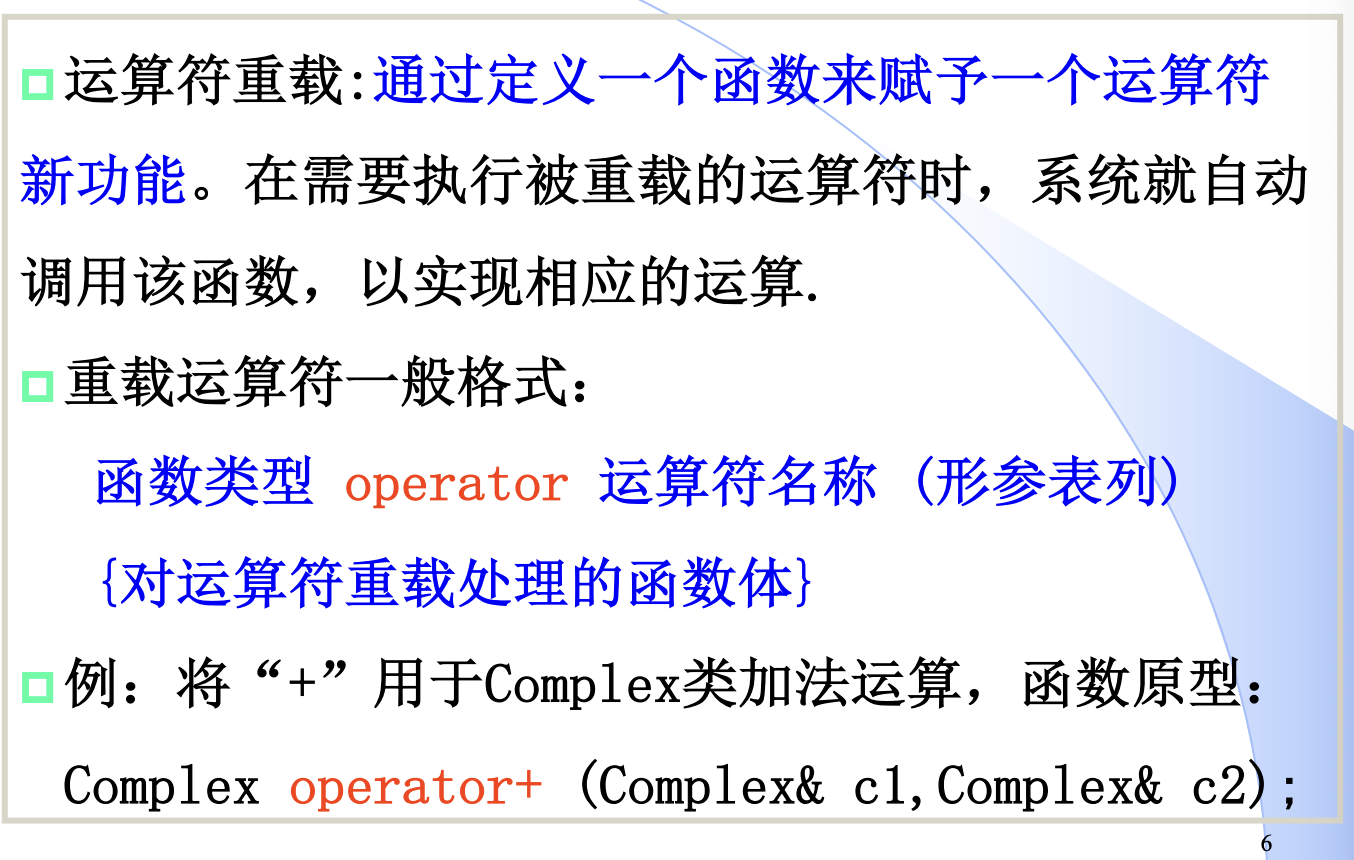 运算符重载:通过定义一个函数来赋予一个运算符
新功能。在需要执行被重载的运算符时，系统就自动
调用该函数，以实现相应的运算.
重载运算符一般格式：
函数类型 operator 运算符名称 (形参表列)
{对运算符重载处理的函数体}
例：将“+”用于Complex类加法运算，函数原型：
Complex operator+ (Complex& c1,Complex& c2);
6